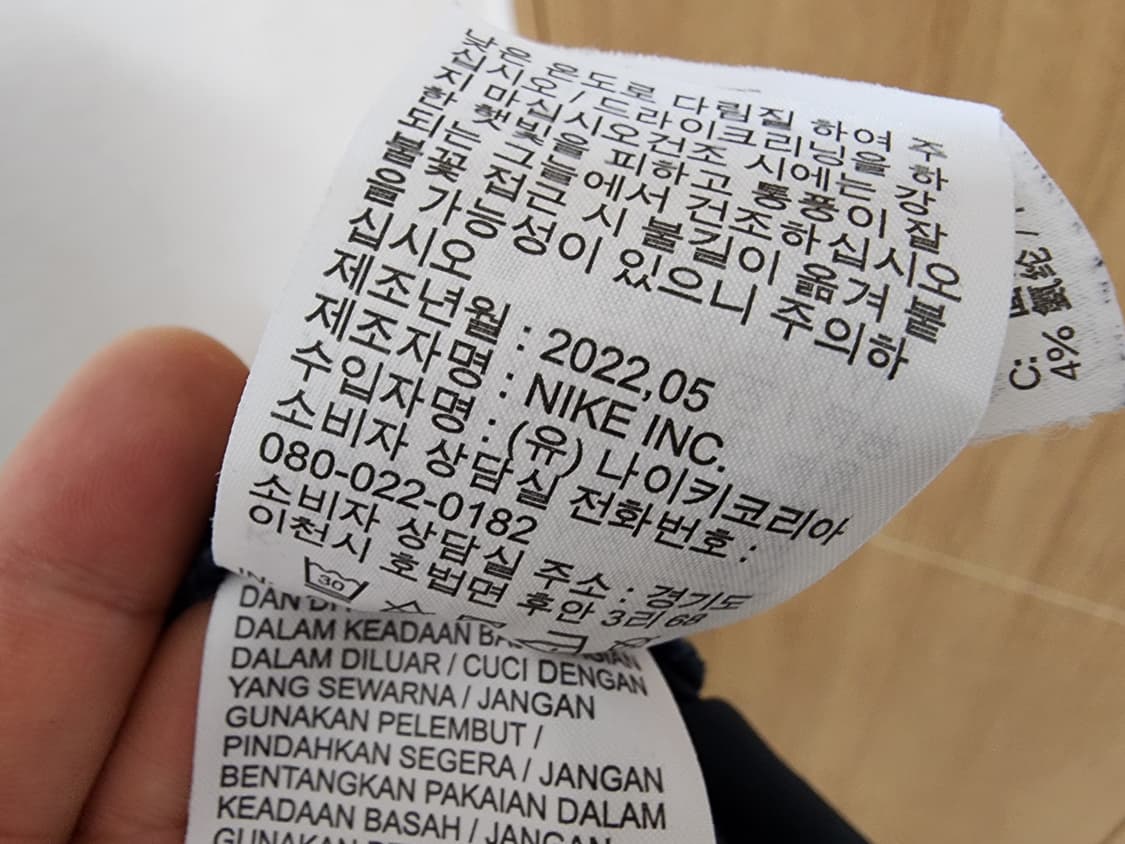 낮은 온도로 다림질 하여 주
십시오 / 드라이크리닝을 하
지 마십시오건조 시에는 강
한 햇빛을 피하고 통풍이 잘
되는 그늘에서 건조하십시오
불꽃 접근 시 불길이 옮겨 붙
을 가능성이 있으니 주의하
십시오
제조년월 : 2022,05
제조자명 : NIKE INC.
수입자명 : (유) 나이키코리아
소비자 상담실 전화번호 :
080-022-0182
소비자 상담실 주소 : 경기도
이천시 호법면 후안 3리 68
30
C:
4% 氨纶
DAN
DALAM KEADAAN
DALAM DILUAR / CUCI DENGAN
YANG SEWARNA / JANGAN
GUNAKAN PELEMBUT /
PINDAHKAN SEGERA / JANGAN
BENTANGKAN PAKAIAN DALAM
KEADAAN BASAH / JANGAN
GUNAKAN